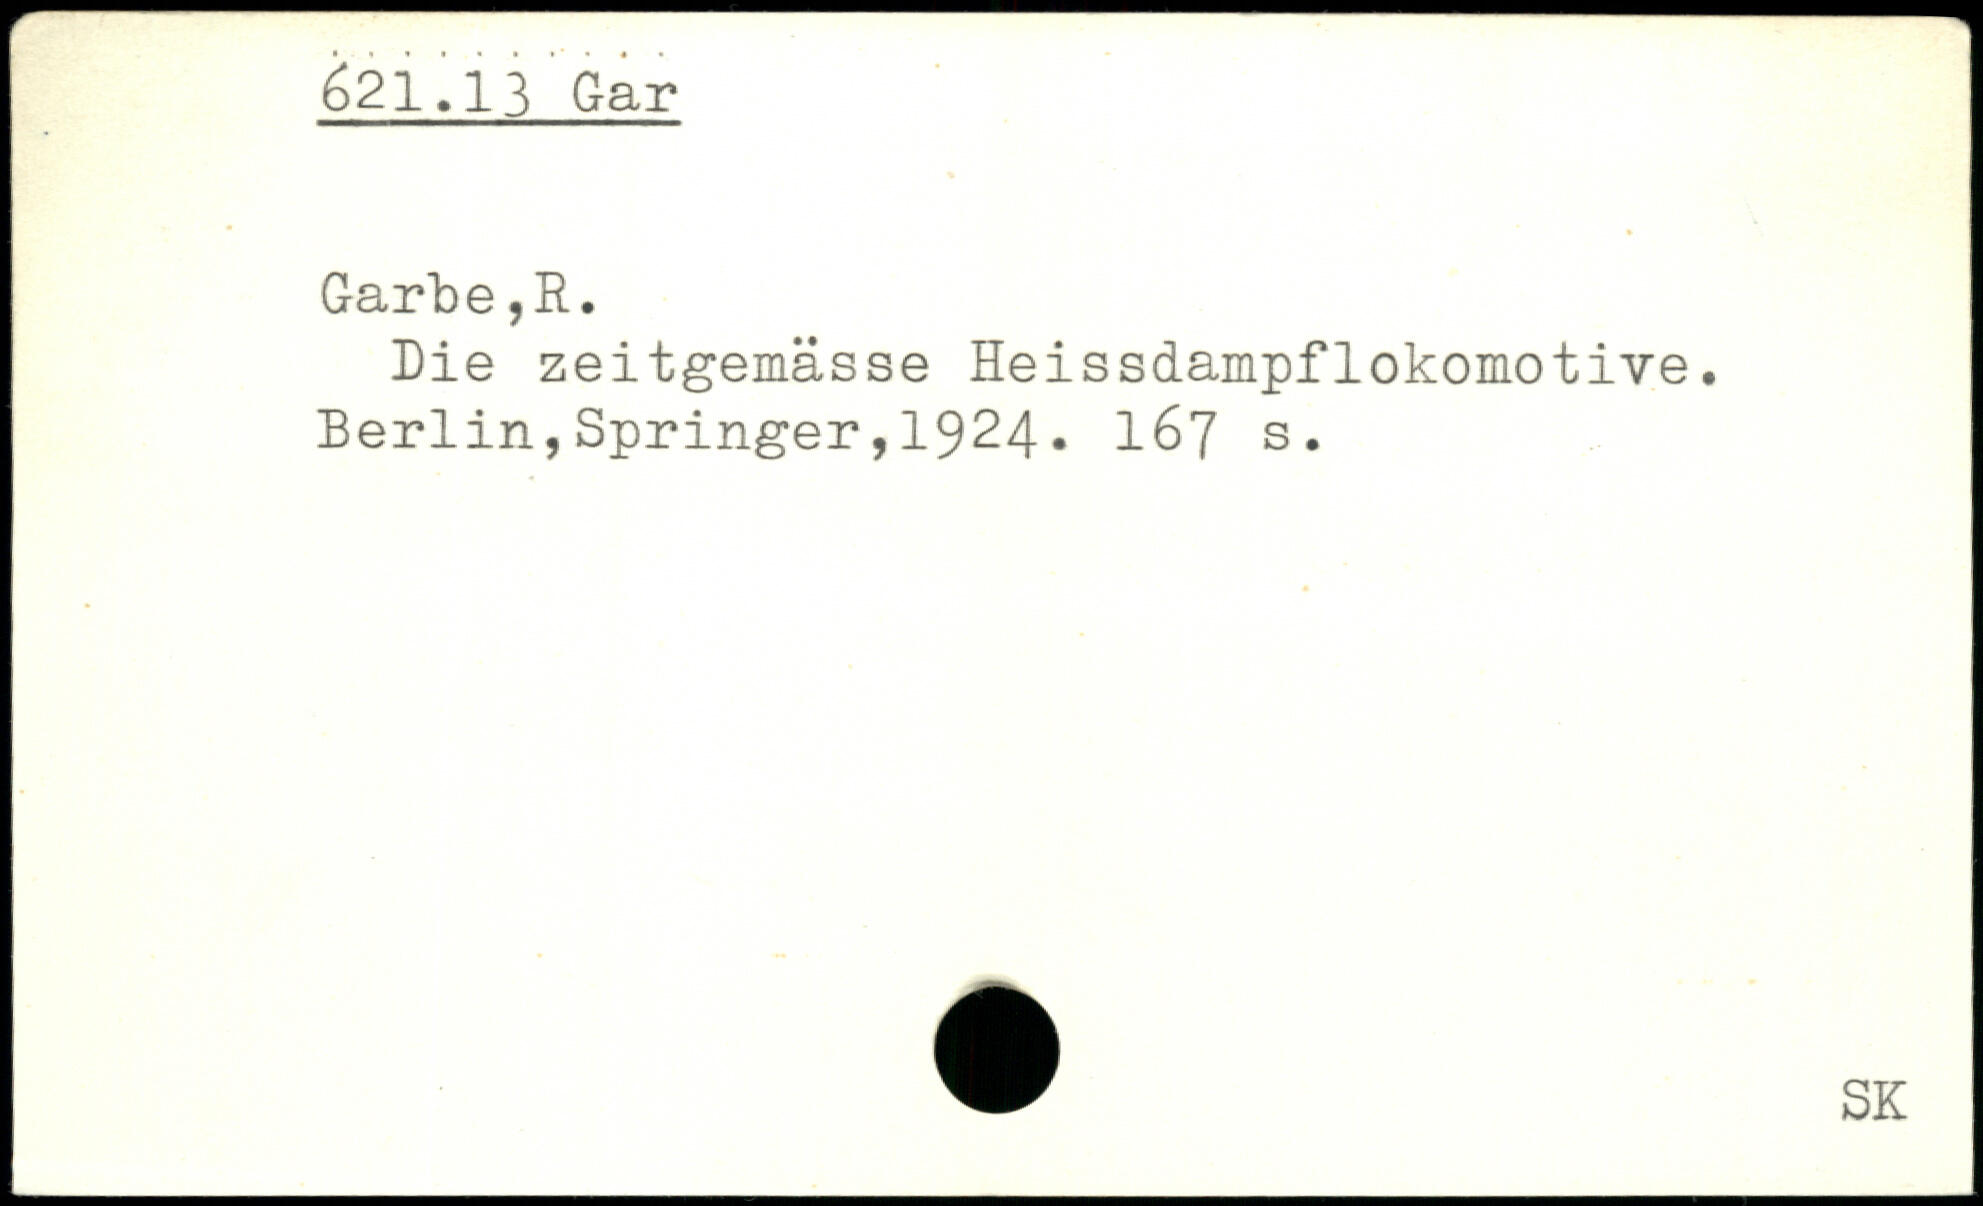 621.13 Gar
Garbe,R.
Die zeitgemässe Heissdampflokomotive.
Berlin,Springer,1924. 167 s.
SK